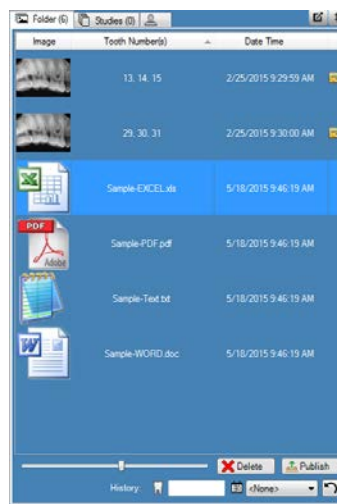 Folder (6) Studies (0)
Image Tooth Number(s) Date Time
13, 14, 15 2/25/2015 9:29:59 AM
29, 30, 31 2/25/2015 9:30:00 AM
Sample-EXCEL.xls 5/18/2015 9:46:19 AM
PDF
Adobe
Sample-PDF.pdf 5/18/2015 9:46:19 AM
Sample-Text.txt 5/18/2015 9:46:19 AM
W
Sample-WORD.doc 5/18/2015 9:46:19 AM
Delete Publish
History: <None>